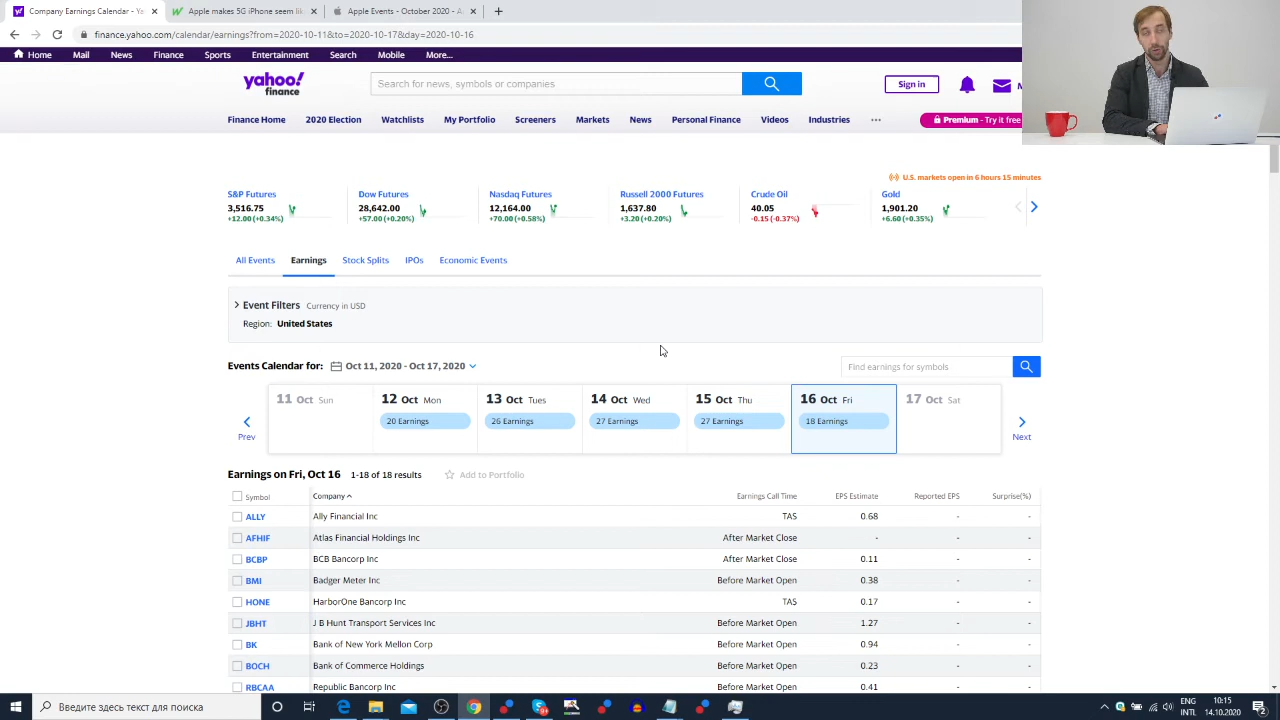 Company Earnings Calendar - Ya
Acuity
12 Apps - October 2020 - A
finance.yahoo.com/calendar/earnings?from=2020-10-11&to=2020-10-17&day=2020-10-16
Home Mail News Finance Sports Entertainment Search Mobile More...
yahoo! finance
Search for news, symbols or companies
Sign in
Finance Home 2020 Election Watchlists My Portfolio Screeners Markets News Personal Finance Videos Industries ••• Premium - Try it free
U.S. markets open in 6 hours 15 minutes
S&P Futures Dow Futures Nasdaq Futures Russell 2000 Futures Crude Oil Gold
3,516.75 28,642.00 12,164.00 1,637.80 40.05 1,901.20
+12.00 (+0.34%) +57.00 (+0.20%) +70.00 (+0.58%) +3.20 (+0.20%) -0.15 (-0.37%) +6.60 (+0.35%)
All Events Earnings Stock Splits IPOs Economic Events
Event Filters Currency in USD
Region: United States
Events Calendar for: Oct 11, 2020 - Oct 17, 2020
Find earnings for symbols
11 Oct Sun 12 Oct Mon 13 Oct Tues 14 Oct Wed 15 Oct Thu 16 Oct Fri 17 Oct Sat
20 Earnings 26 Earnings 27 Earnings 27 Earnings 18 Earnings
Prev Next
Earnings on Fri, Oct 16 1-18 of 18 results Add to Portfolio
Symbol Company Earnings Call Time EPS Estimate Reported EPS Surprise(%)
ALLY Ally Financial Inc TAS 0.68 - -
AFHIF Atlas Financial Holdings Inc After Market Close - - -
BCBP BCB Bancorp Inc After Market Close 0.11 - -
BMI Badger Meter Inc Before Market Open 0.38 - -
HONE HarborOne Bancorp Inc TAS 0.17 - -
JBHT J B Hunt Transport Services Inc Before Market Open 1.27 - -
BK Bank of New York Mellon Corp Before Market Open 0.94 - -
BOCH Bank of Commerce Holdings Before Market Open 0.23 - -
RBCAA Republic Bancorp Inc Before Market Open 0.41 - -
Введите здесь текст для поиска
ENG 10:15
INTL 14.10.2020